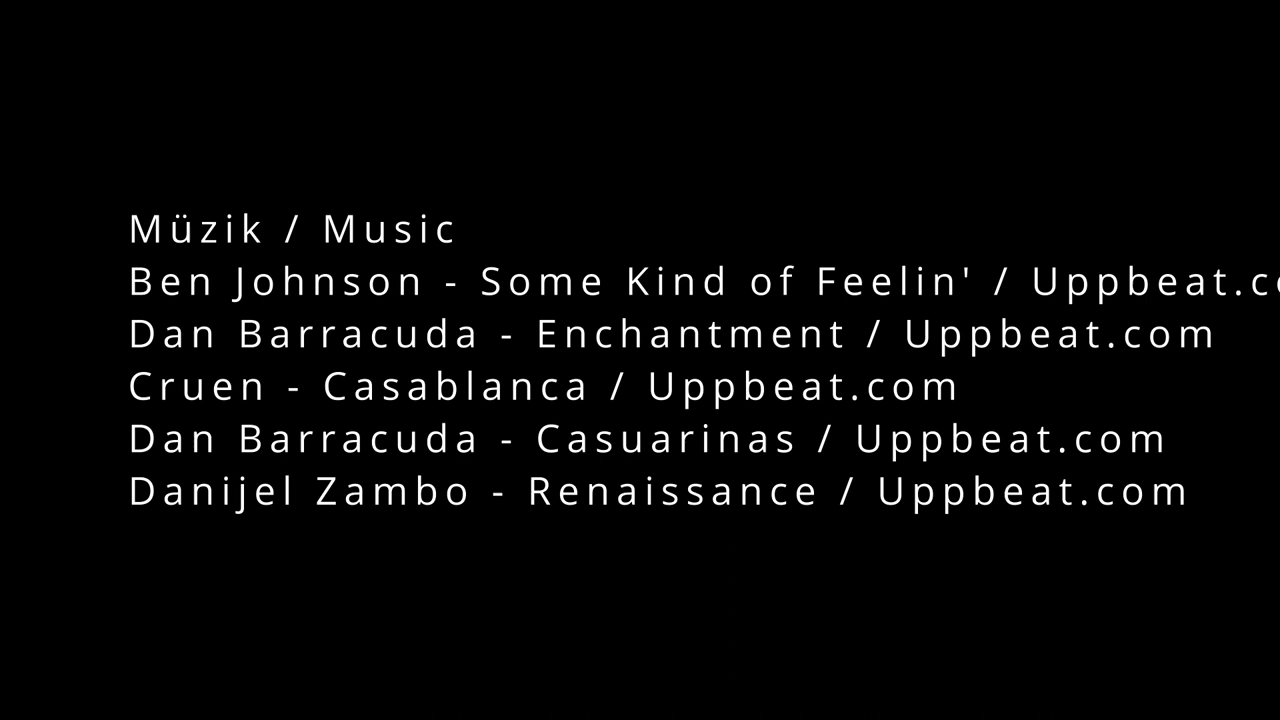 Müzik / Music
Ben Johnson - Some Kind of Feelin' / Uppbeat.co
Dan Barracuda - Enchantment / Uppbeat.com
Cruen - Casablanca / Uppbeat.com
Dan Barracuda - Casuarinas / Uppbeat.com
Danijel Zambo - Renaissance / Uppbeat.com